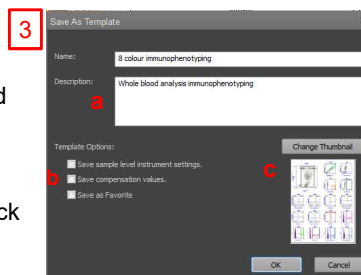 3
Save As Template
Name:
8 colour immunophenotyping
Description:
Whole blood analysis immunophenotyping
a
Template Options:
Change Thumbnail
Save sample level instrument settings.
b
Save compensation values.
c
Save as Favorite
OK
Cancel